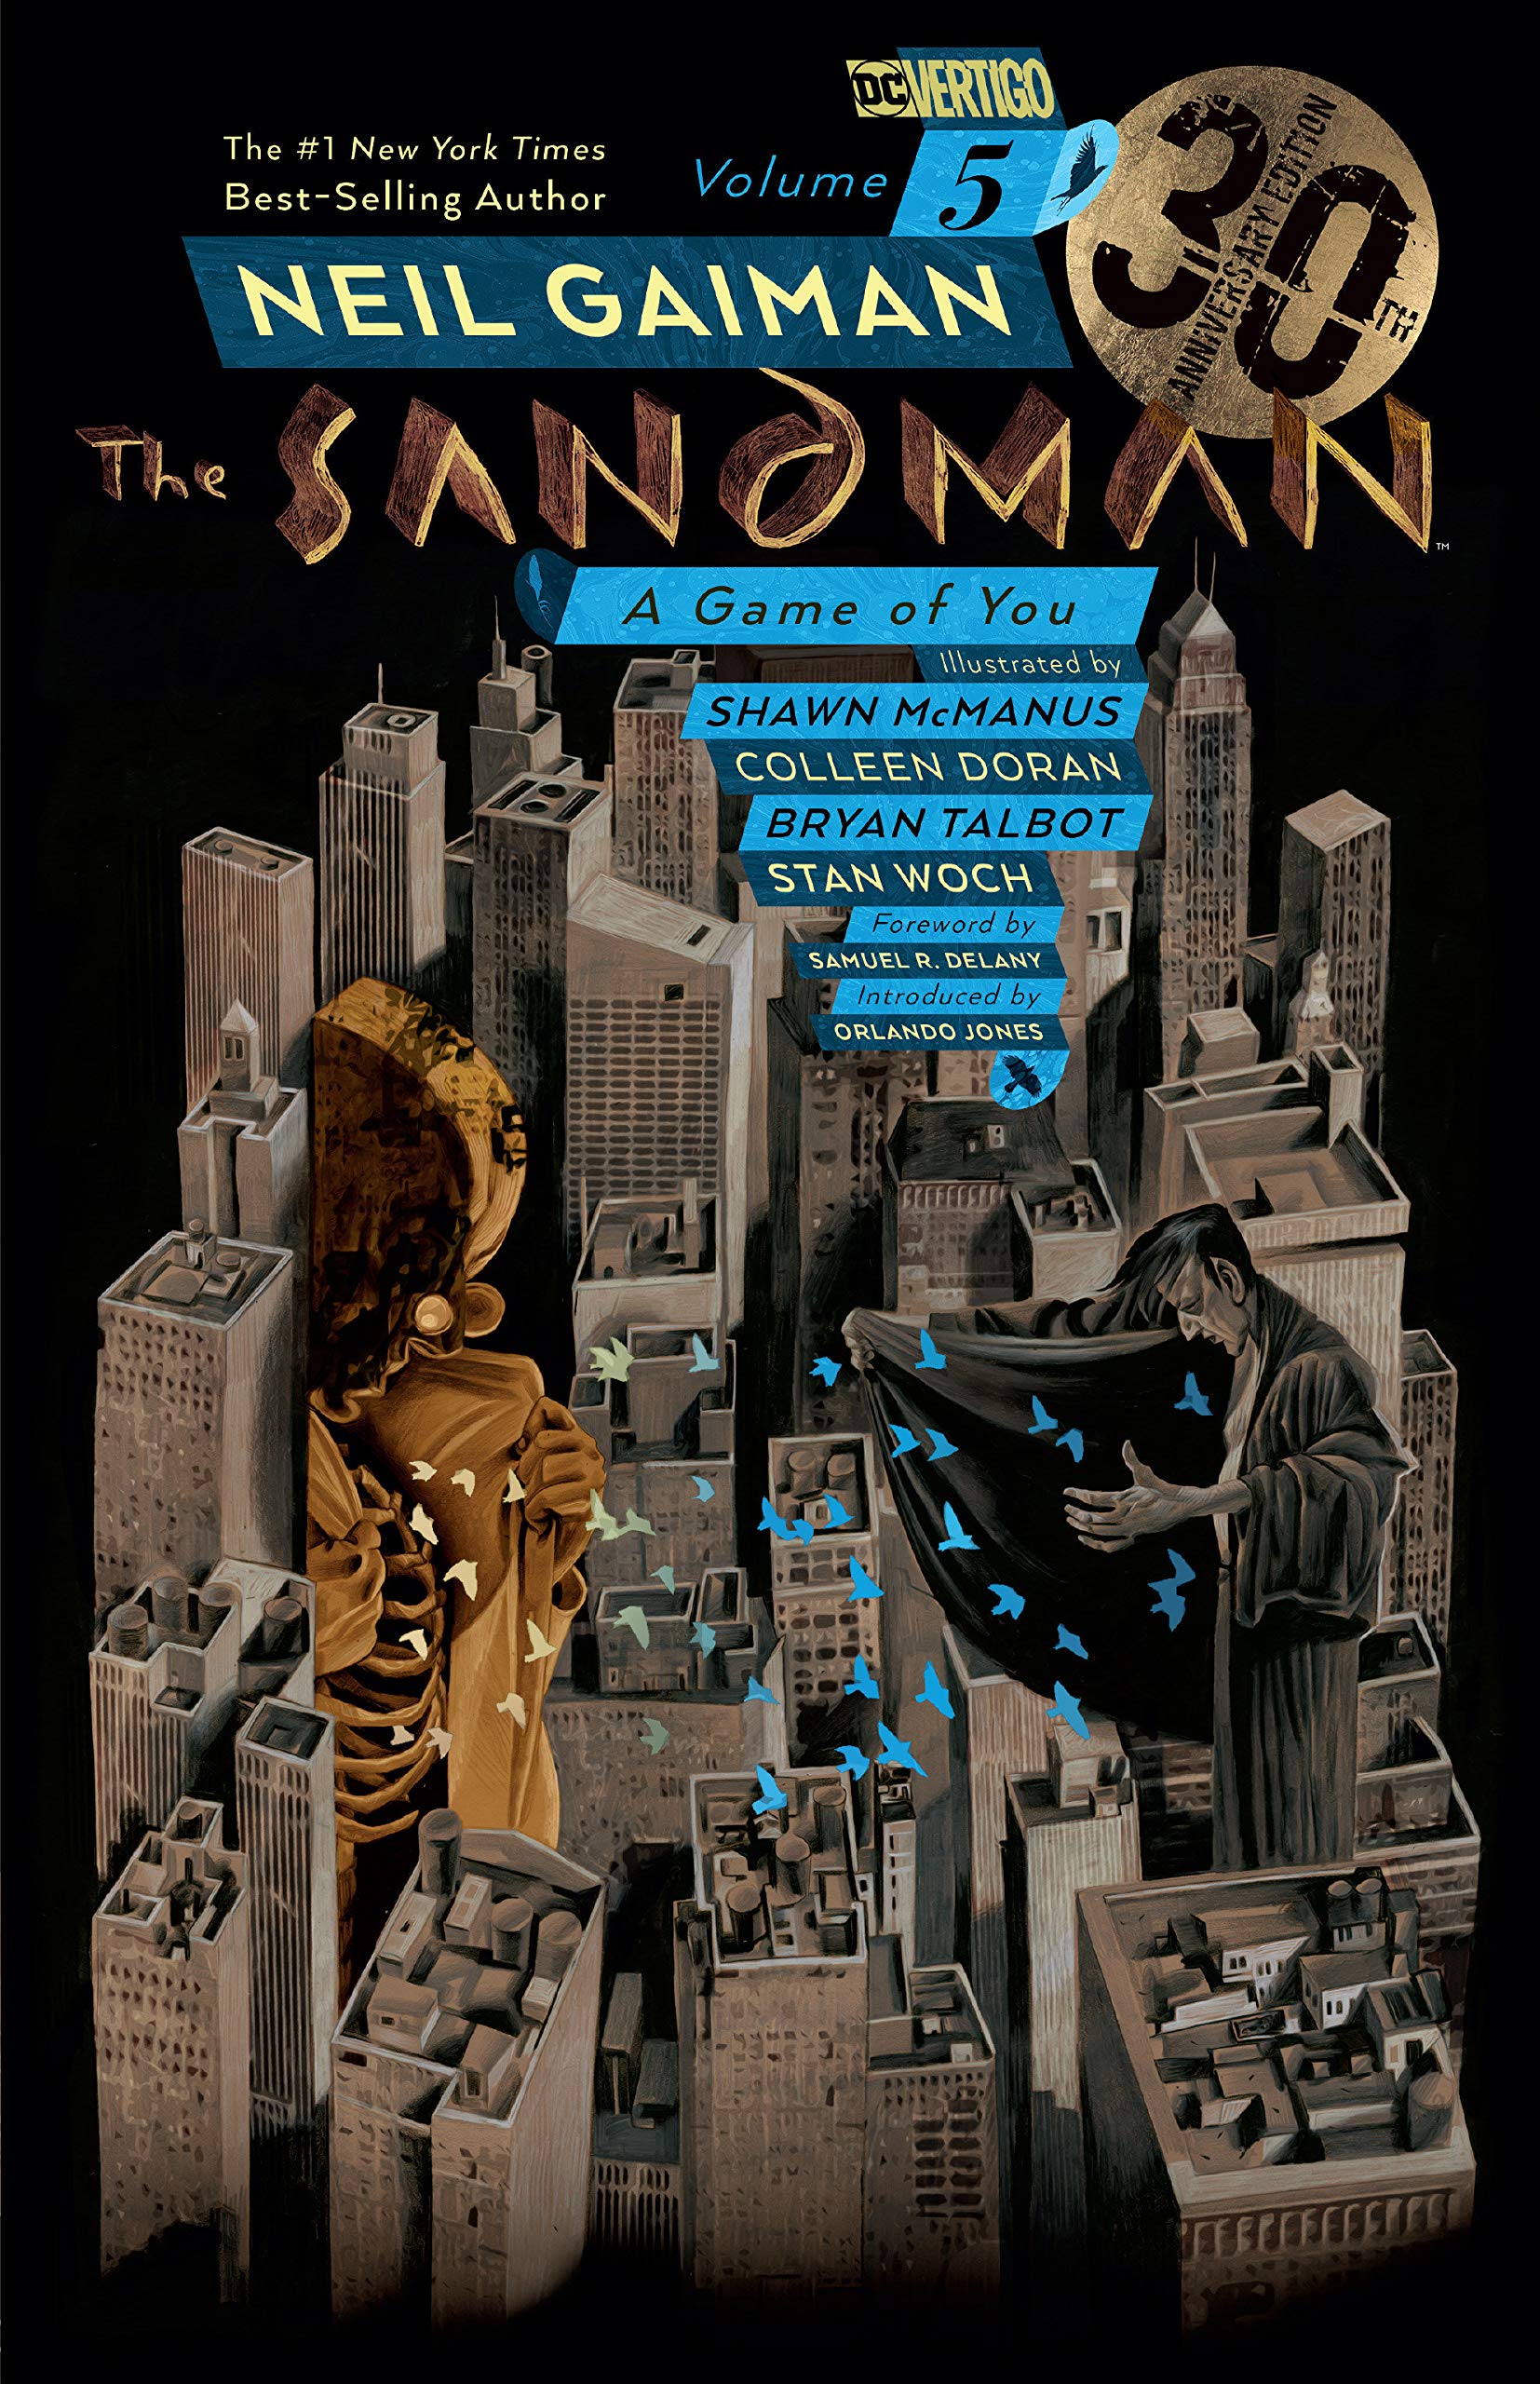 DC VERTIGO
The #1 New York Times
Best-Selling Author
Volume 5
30TH
ANNIVERSARY EDITION
NEIL GAIMAN
The SANDMAN™
A Game of You
Illustrated by
SHAWN McMANUS
COLLEEN DORAN
BRYAN TALBOT
STAN WOCH
Foreword by
SAMUEL R. DELANY
Introduced by
ORLANDO JONES